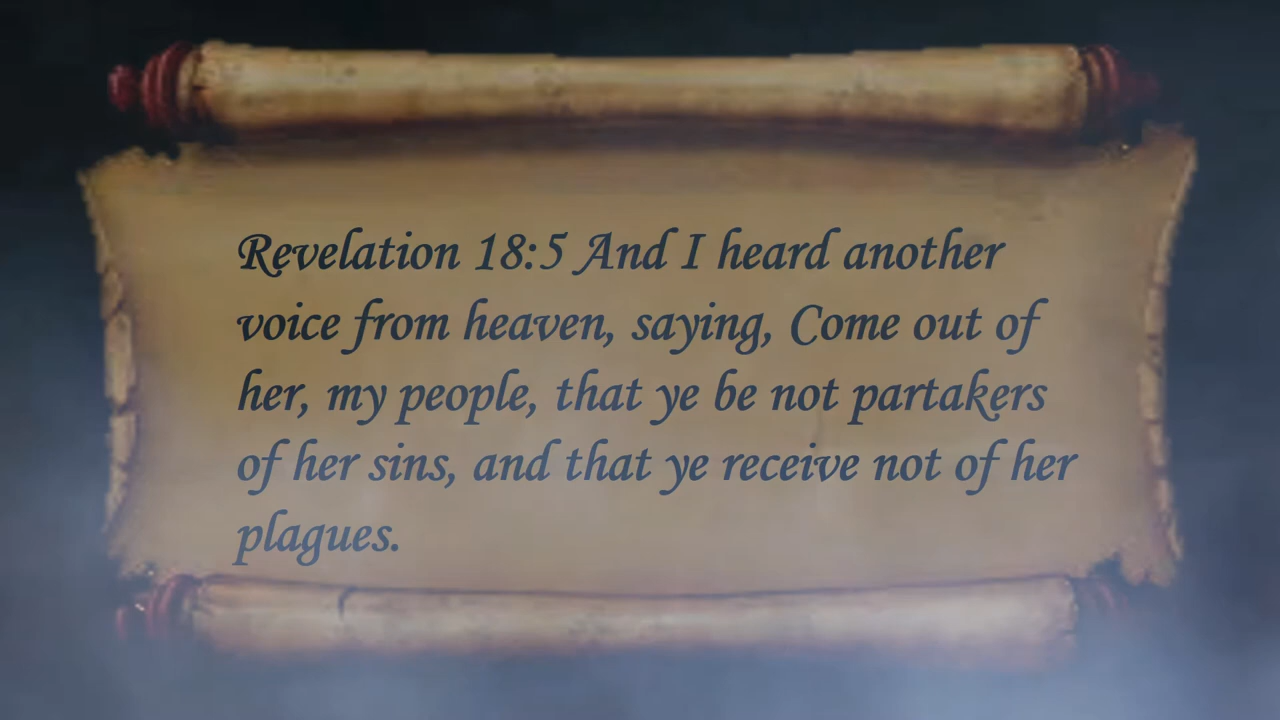 Revelation 18:5 And I heard another
voice from heaven, saying, Come out of
her, my people, that ye be not partakers
of her sins, and that ye receive not of her
plagues.